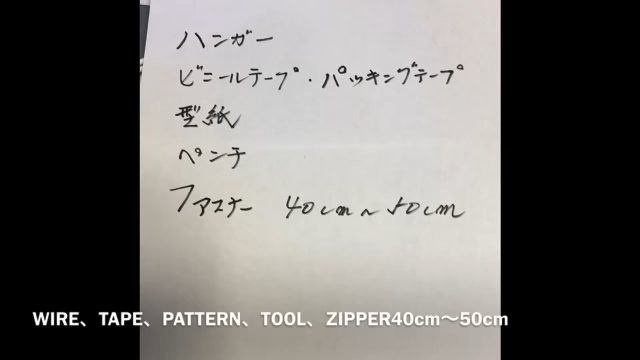 ハンガー
ビニールテープ・パッキングテープ
型紙
ペンチ
ファスナー 40cm~50cm
WIRE、TAPE、PATTERN、TOOL、ZIPPER40cm〜50cm